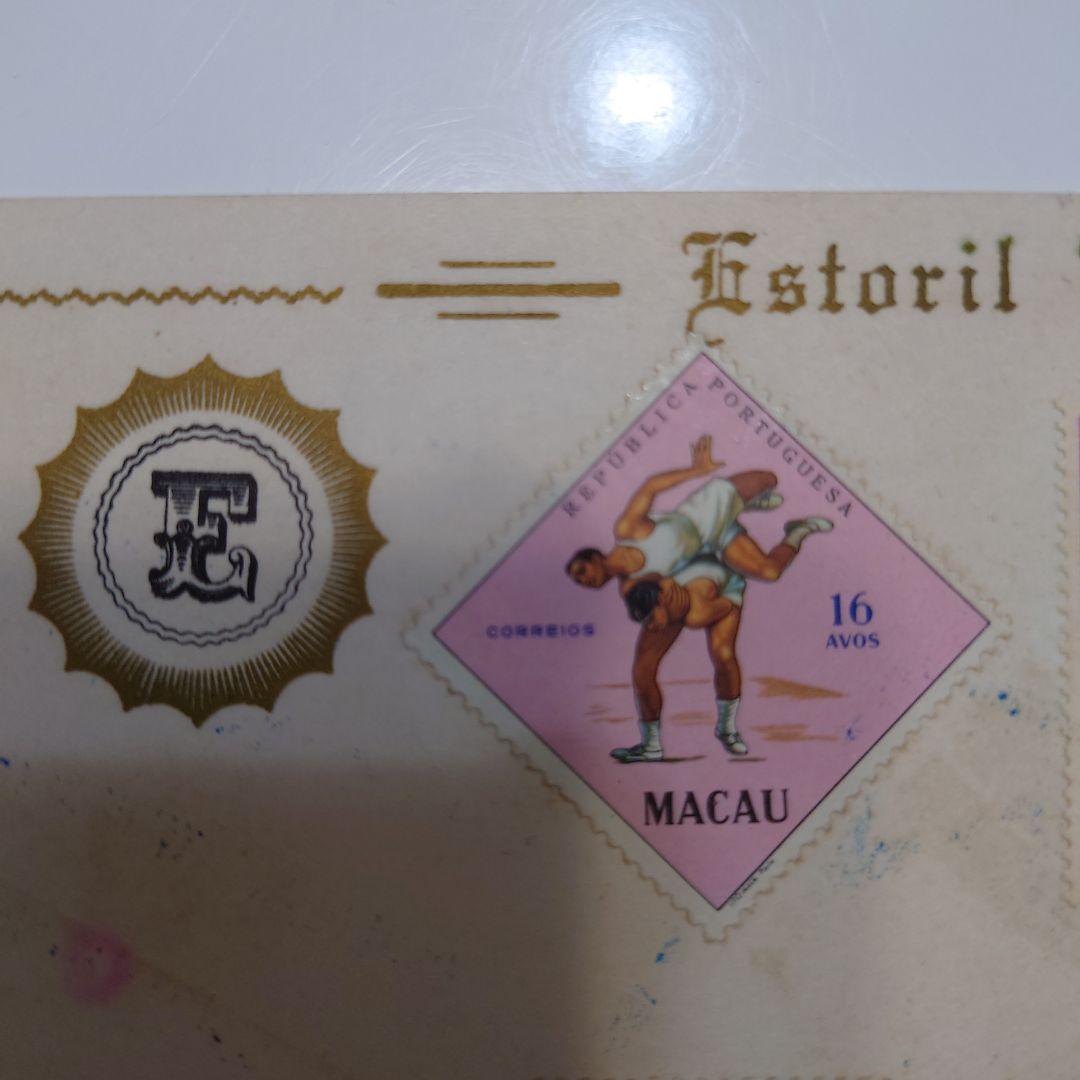 Estoril
E
REPÚBLICA PORTUGUESA
CORREIOS
16
AVOS
MACAU